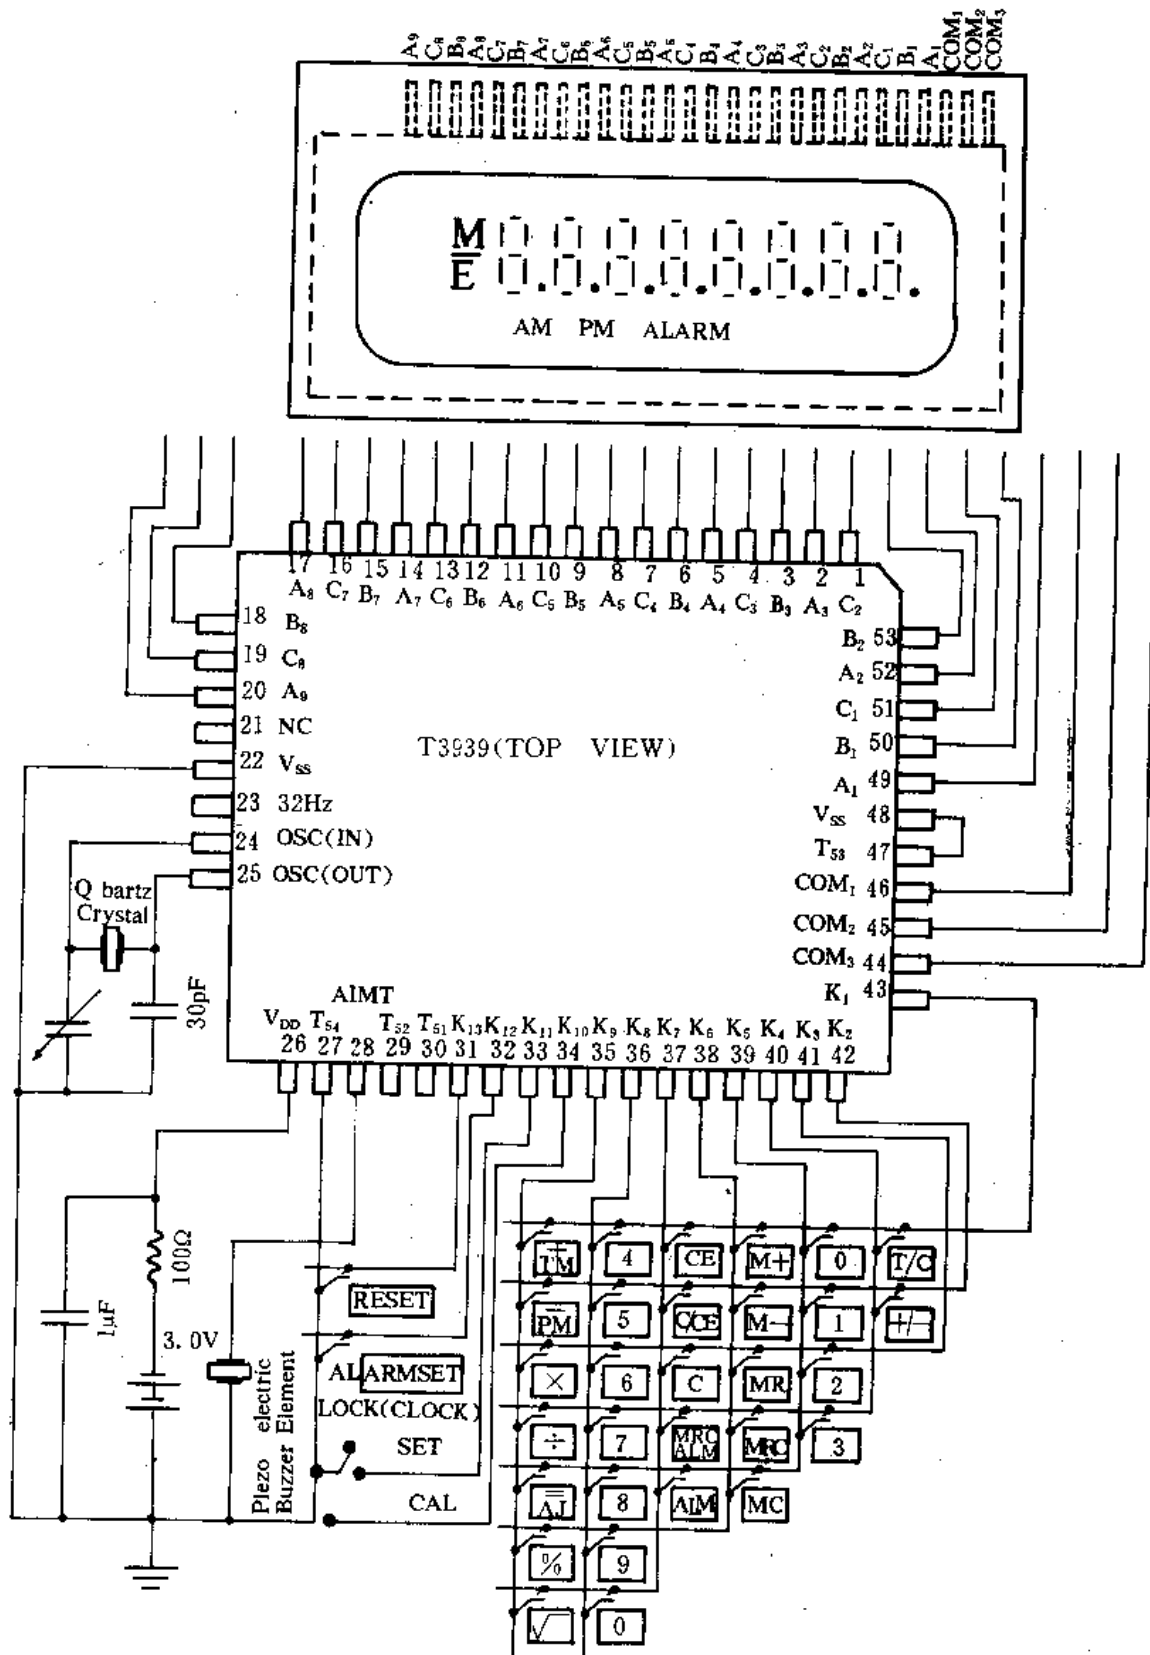 A₉ C₈ B₈ A₈ C₇ B₇ A₇ C₆ B₆ A₆ C₅ B₅ A₅ C₄ B₄ A₄ C₃ B₃ A₃ C₂ B₂ A₂ C₁ B₁ A₁ COM₁ COM₂ COM₃
M
E
AM PM ALARM
17 16 15 14 13 12 11 10 9 8 7 6 5 4 3 2 1
A₈ C₇ B₇ A₇ C₆ B₆ A₆ C₅ B₅ A₅ C₄ B₄ A₄ C₃ B₃ A₃ C₂
18 B₈
19 C₈
20 A₉
21 NC
22 Vss
23 32Hz
24 OSC(IN)
25 OSC(OUT)
T3939(TOP VIEW)
B₂ 53
A₂ 52
C₁ 51
B₁ 50
A₁ 49
Vss 48
T₅₃ 47
COM₁ 46
COM₂ 45
COM₃ 44
K₁ 43
Q bartz
Crystal
30pF
AIMT
V_DD T₅₄ T₅₂ T₅₁ K₁₃ K₁₂ K₁₁ K₁₀ K₉ K₈ K₇ K₆ K₅ K₄ K₃ K₂
26 27 28 29 30 31 32 33 34 35 36 37 38 39 40 41 42
100Ω
1μF
3.0V
Piezo electric
Buzzer Element
RESET
ALARMSET
LOCK(CLOCK)
SET
CAL
TM 4 CE M+ 0 T/C
PM 5 C/CE M- 1 +/-
× 6 C MR 2
÷ 7 MRC ALM MRC 3
AJ 8 ALM MC
% 9
√ 0